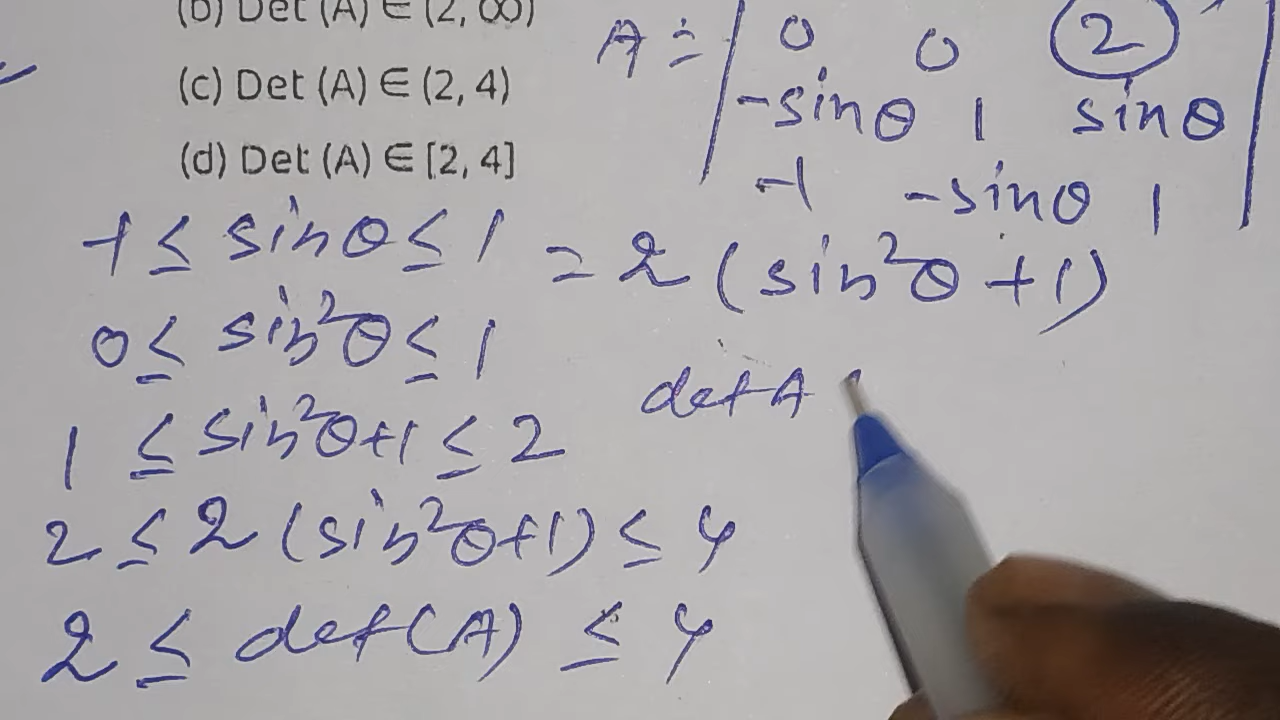 (b) Det (A) ∈ (2, ∞)
(c) Det (A) ∈ (2, 4)
(d) Det (A) ∈ [2, 4]
A = | 0 0 2 |
| -sinθ 1 sinθ |
| -1 -sinθ 1 |
= 2 (sin²θ + 1)
-1 ≤ sinθ ≤ 1
0 ≤ sin²θ ≤ 1
1 ≤ sin²θ+1 ≤ 2
2 ≤ 2 (sin²θ+1) ≤ 4
2 ≤ det(A) ≤ 4
det A